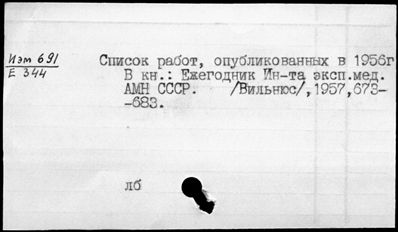 Иэм 691
Е 344
Список работ, опубликованных в 1956г
В кн.: Ежегодник Ин-та эксп.мед.
АМН СССР. /Вильнюс/,1957,673-
-683.
лб